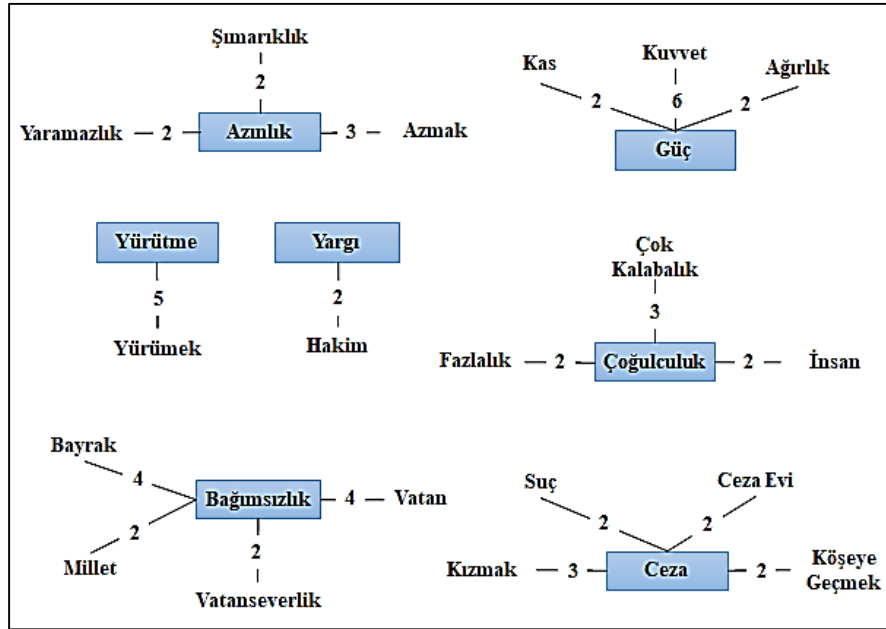 Şımarıklık
2
Yaramazlık
2
Azınlık
3
Azmak
Kas
Kuvvet
Ağırlık
2
6
2
Güç
Yürütme
5
Yürümek
Yargı
2
Hakim
Çok
Kalabalık
3
Fazlalık
2
Çoğulculuk
2
İnsan
Bayrak
4
Bağımsızlık
4
Vatan
2
Millet
2
Vatanseverlik
Suç
Ceza Evi
2
2
Kızmak
3
Ceza
2
Köşeye
Geçmek